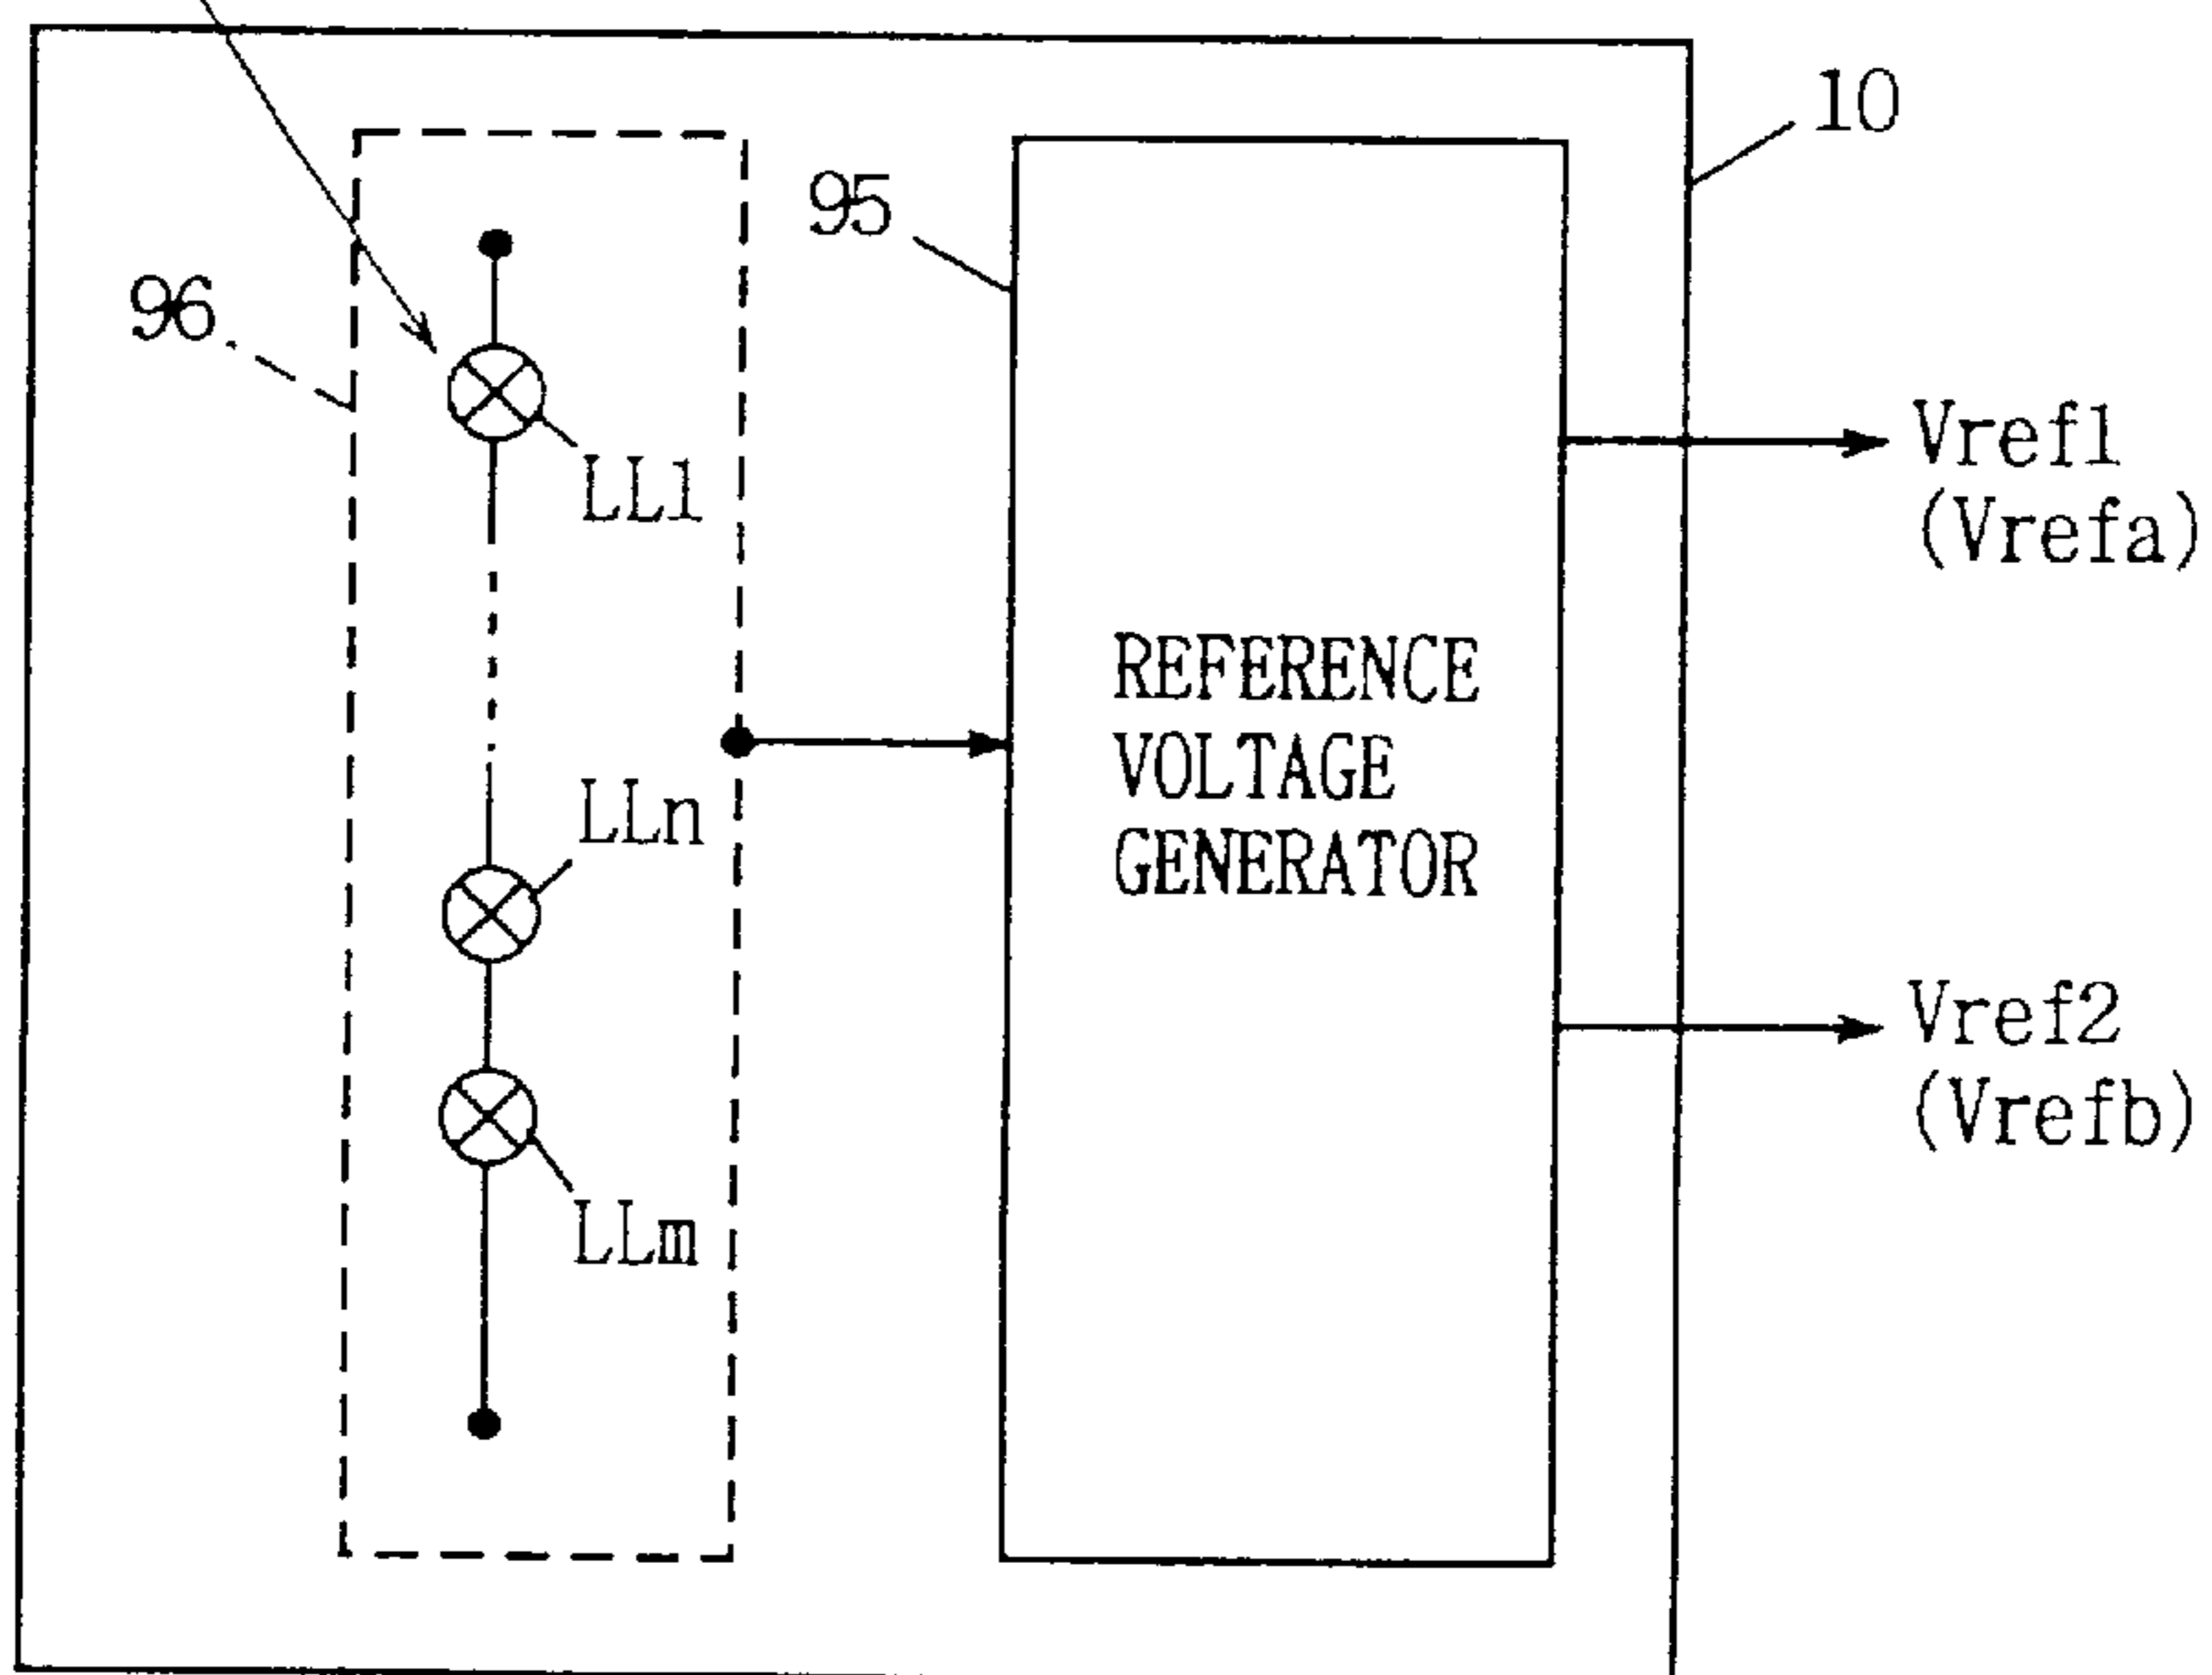 10
95
96
LL1
Vref1
(Vrefa)
REFERENCE
VOLTAGE
GENERATOR
LLn
Vref2
(Vrefb)
LLm